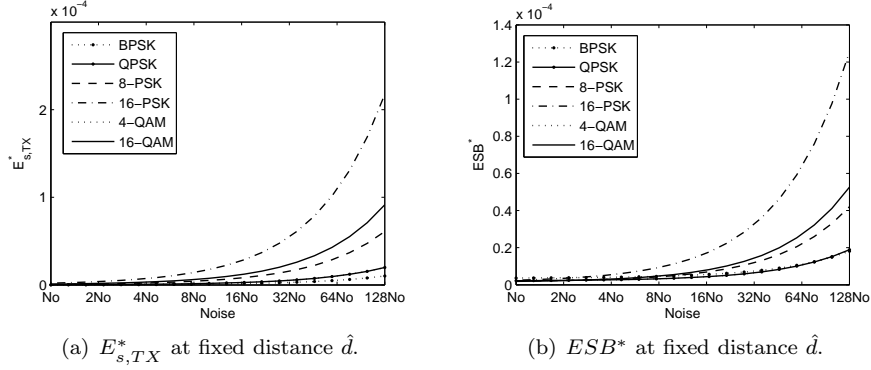 x 10⁻⁴
BPSK
QPSK
8−PSK
16−PSK
4−QAM
16−QAM
2
1
0
E*s,TX
No 2No 4No 8No 16No 32No 64No 128No
Noise
(a) E*s,TX at fixed distance d̂.
x 10⁻⁴
1.4
1.2
1
0.8
0.6
0.4
0.2
0
BPSK
QPSK
8−PSK
16−PSK
4−QAM
16−QAM
ESB*
No 2No 4No 8No 16No 32No 64No 128No
Noise
(b) ESB* at fixed distance d̂.